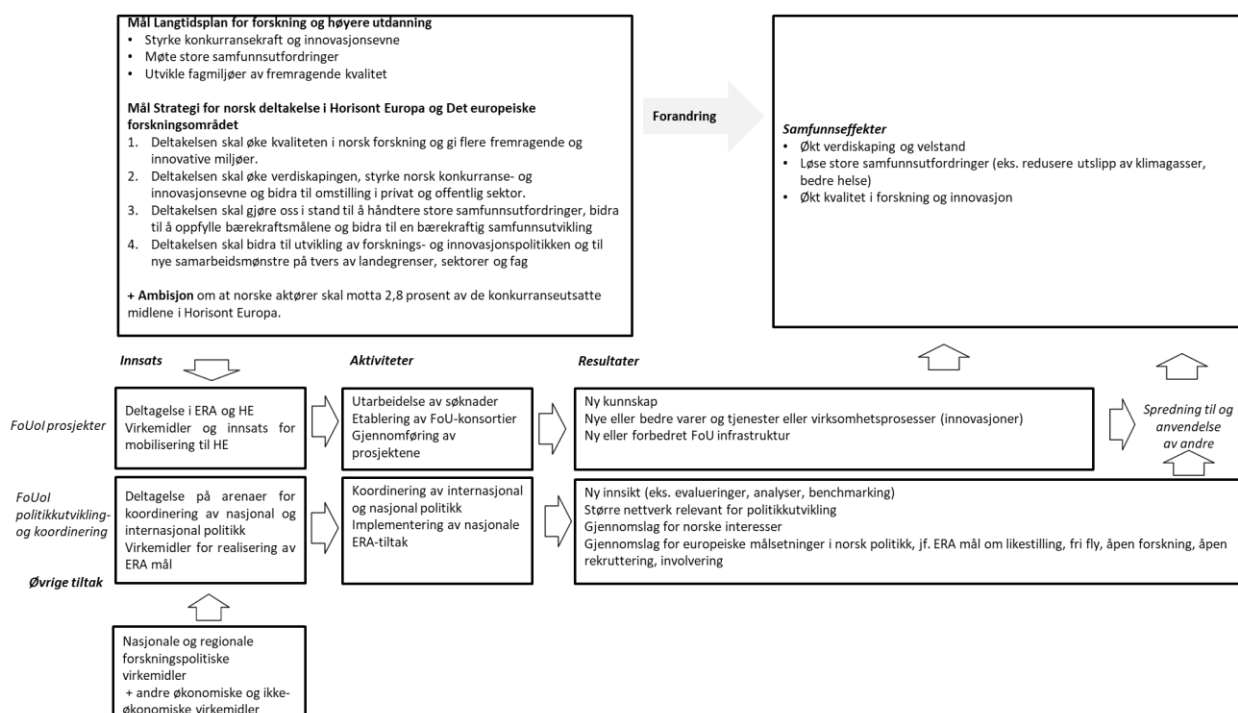 Mål Langtidsplan for forskning og høyere utdanning
• Styrke konkurransekraft og innovasjonsevne
• Møte store samfunnsutfordringer
• Utvikle fagmiljøer av fremragende kvalitet
Mål Strategi for norsk deltakelse i Horisont Europa og Det europeiske
forskningsområdet
1. Deltakelsen skal øke kvaliteten i norsk forskning og gi flere fremragende og
innovative miljøer.
2. Deltakelsen skal øke verdiskapingen, styrke norsk konkurranse- og
innovasjonsevne og bidra til omstilling i privat og offentlig sektor.
3. Deltakelsen skal gjøre oss i stand til å håndtere store samfunnsutfordringer, bidra
til å oppfylle bærekraftsmålene og bidra til en bærekraftig samfunnsutvikling
4. Deltakelsen skal bidra til utvikling av forsknings- og innovasjonspolitikken og til
nye samarbeidsmønstre på tvers av landegrenser, sektorer og fag
+ Ambisjon om at norske aktører skal motta 2,8 prosent av de konkurranseutsatte
midlene i Horisont Europa.
Forandring
Samfunnseffekter
• Økt verdiskaping og velstand
• Løse store samfunnsutfordringer (eks. redusere utslipp av klimagasser,
bedre helse)
• Økt kvalitet i forskning og innovasjon
Innsats
Aktiviteter
Resultater
FoUoI prosjekter
Deltagelse i ERA og HE
Virkemidler og innsats for
mobilisering til HE
Utarbeidelse av søknader
Etablering av FoU-konsortier
Gjennomføring av
prosjektene
Ny kunnskap
Nye eller bedre varer og tjenester eller virksomhetsprosesser (innovasjoner)
Ny eller forbedret FoU infrastruktur
Spredning til og
anvendelse
av andre
FoUoI
politikkutvikling-
og koordinering
Deltagelse på arenaer for
koordinering av nasjonal og
internasjonal politikk
Virkemidler for realisering av
ERA mål
Koordinering av internasjonal
og nasjonal politikk
Implementering av nasjonale
ERA-tiltak
Ny innsikt (eks. evalueringer, analyser, benchmarking)
Større nettverk relevant for politikkutvikling
Gjennomslag for norske interesser
Gjennomslag for europeiske målsetninger i norsk politikk, jf. ERA mål om likestilling, fri fly, åpen forskning, åpen
rekruttering, involvering
Øvrige tiltak
Nasjonale og regionale
forskningspolitiske
virkemidler
+ andre økonomiske og ikke-
økonomiske virkemidler